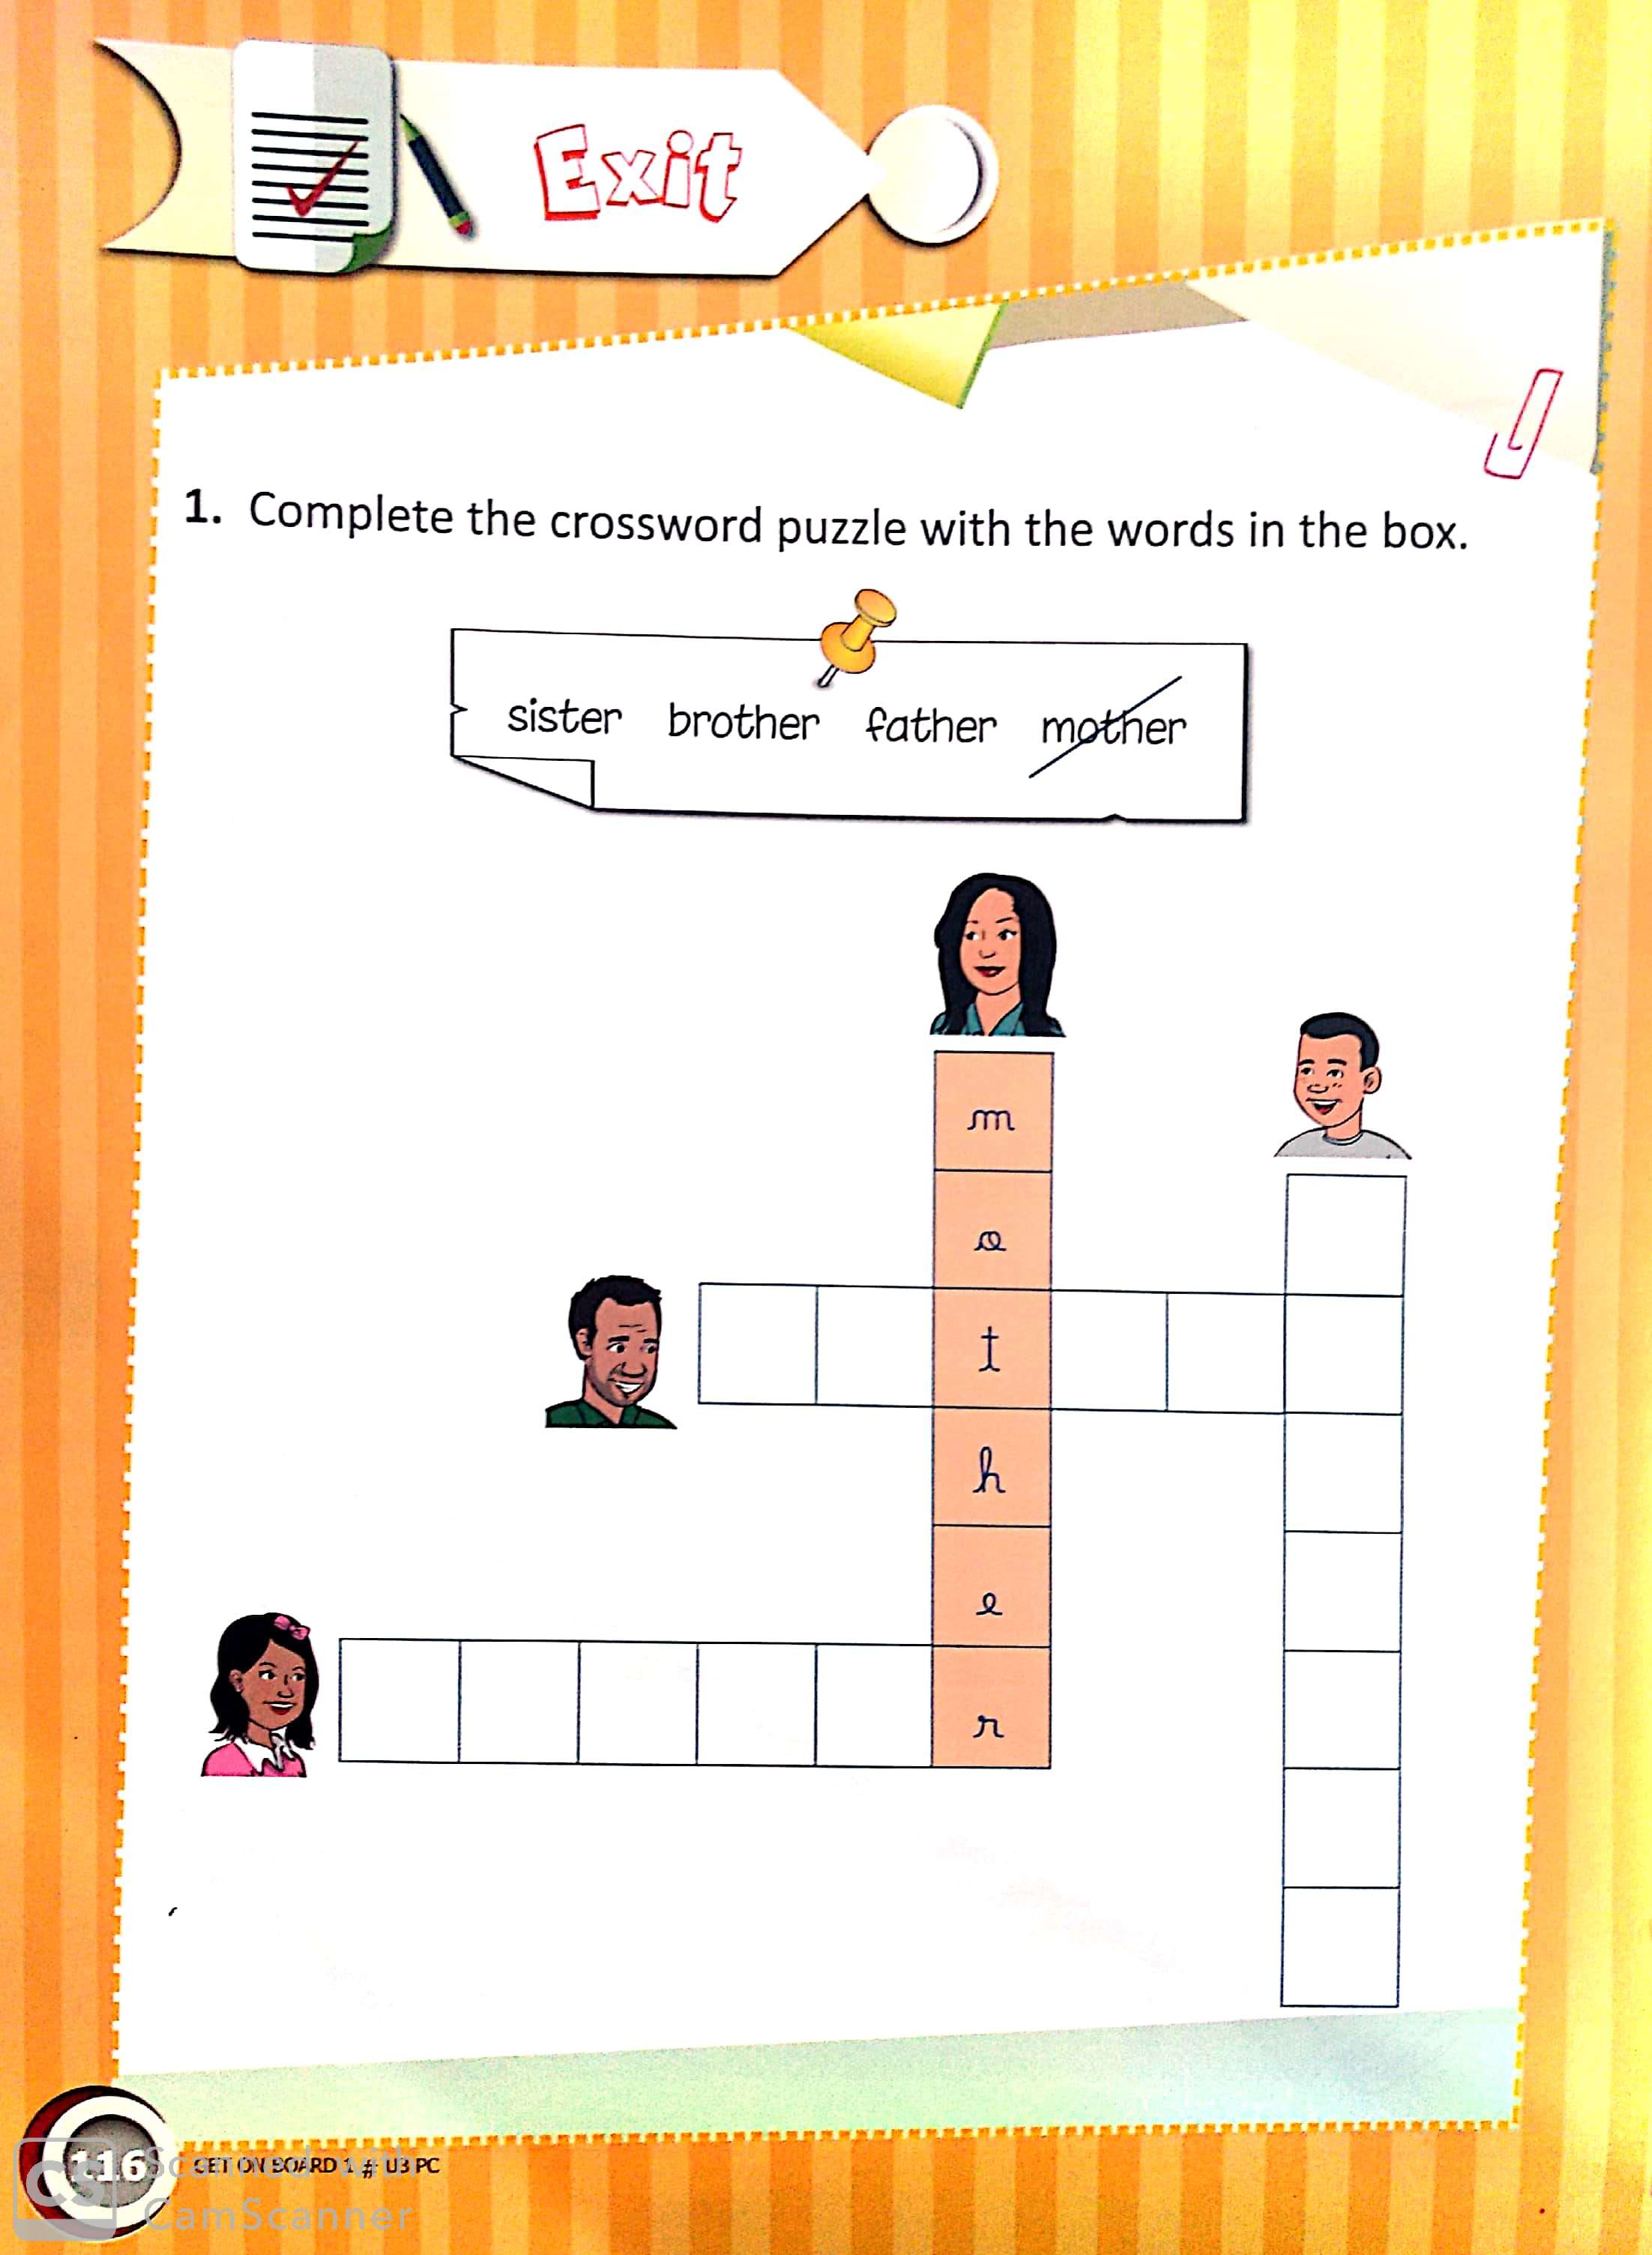 Exit
1. Complete the crossword puzzle with the words in the box.
sister brother father mother
m
o
t
h
e
r
116
GET ON BOARD 1 # U3 PC
CS
Scanned with
CamScanner